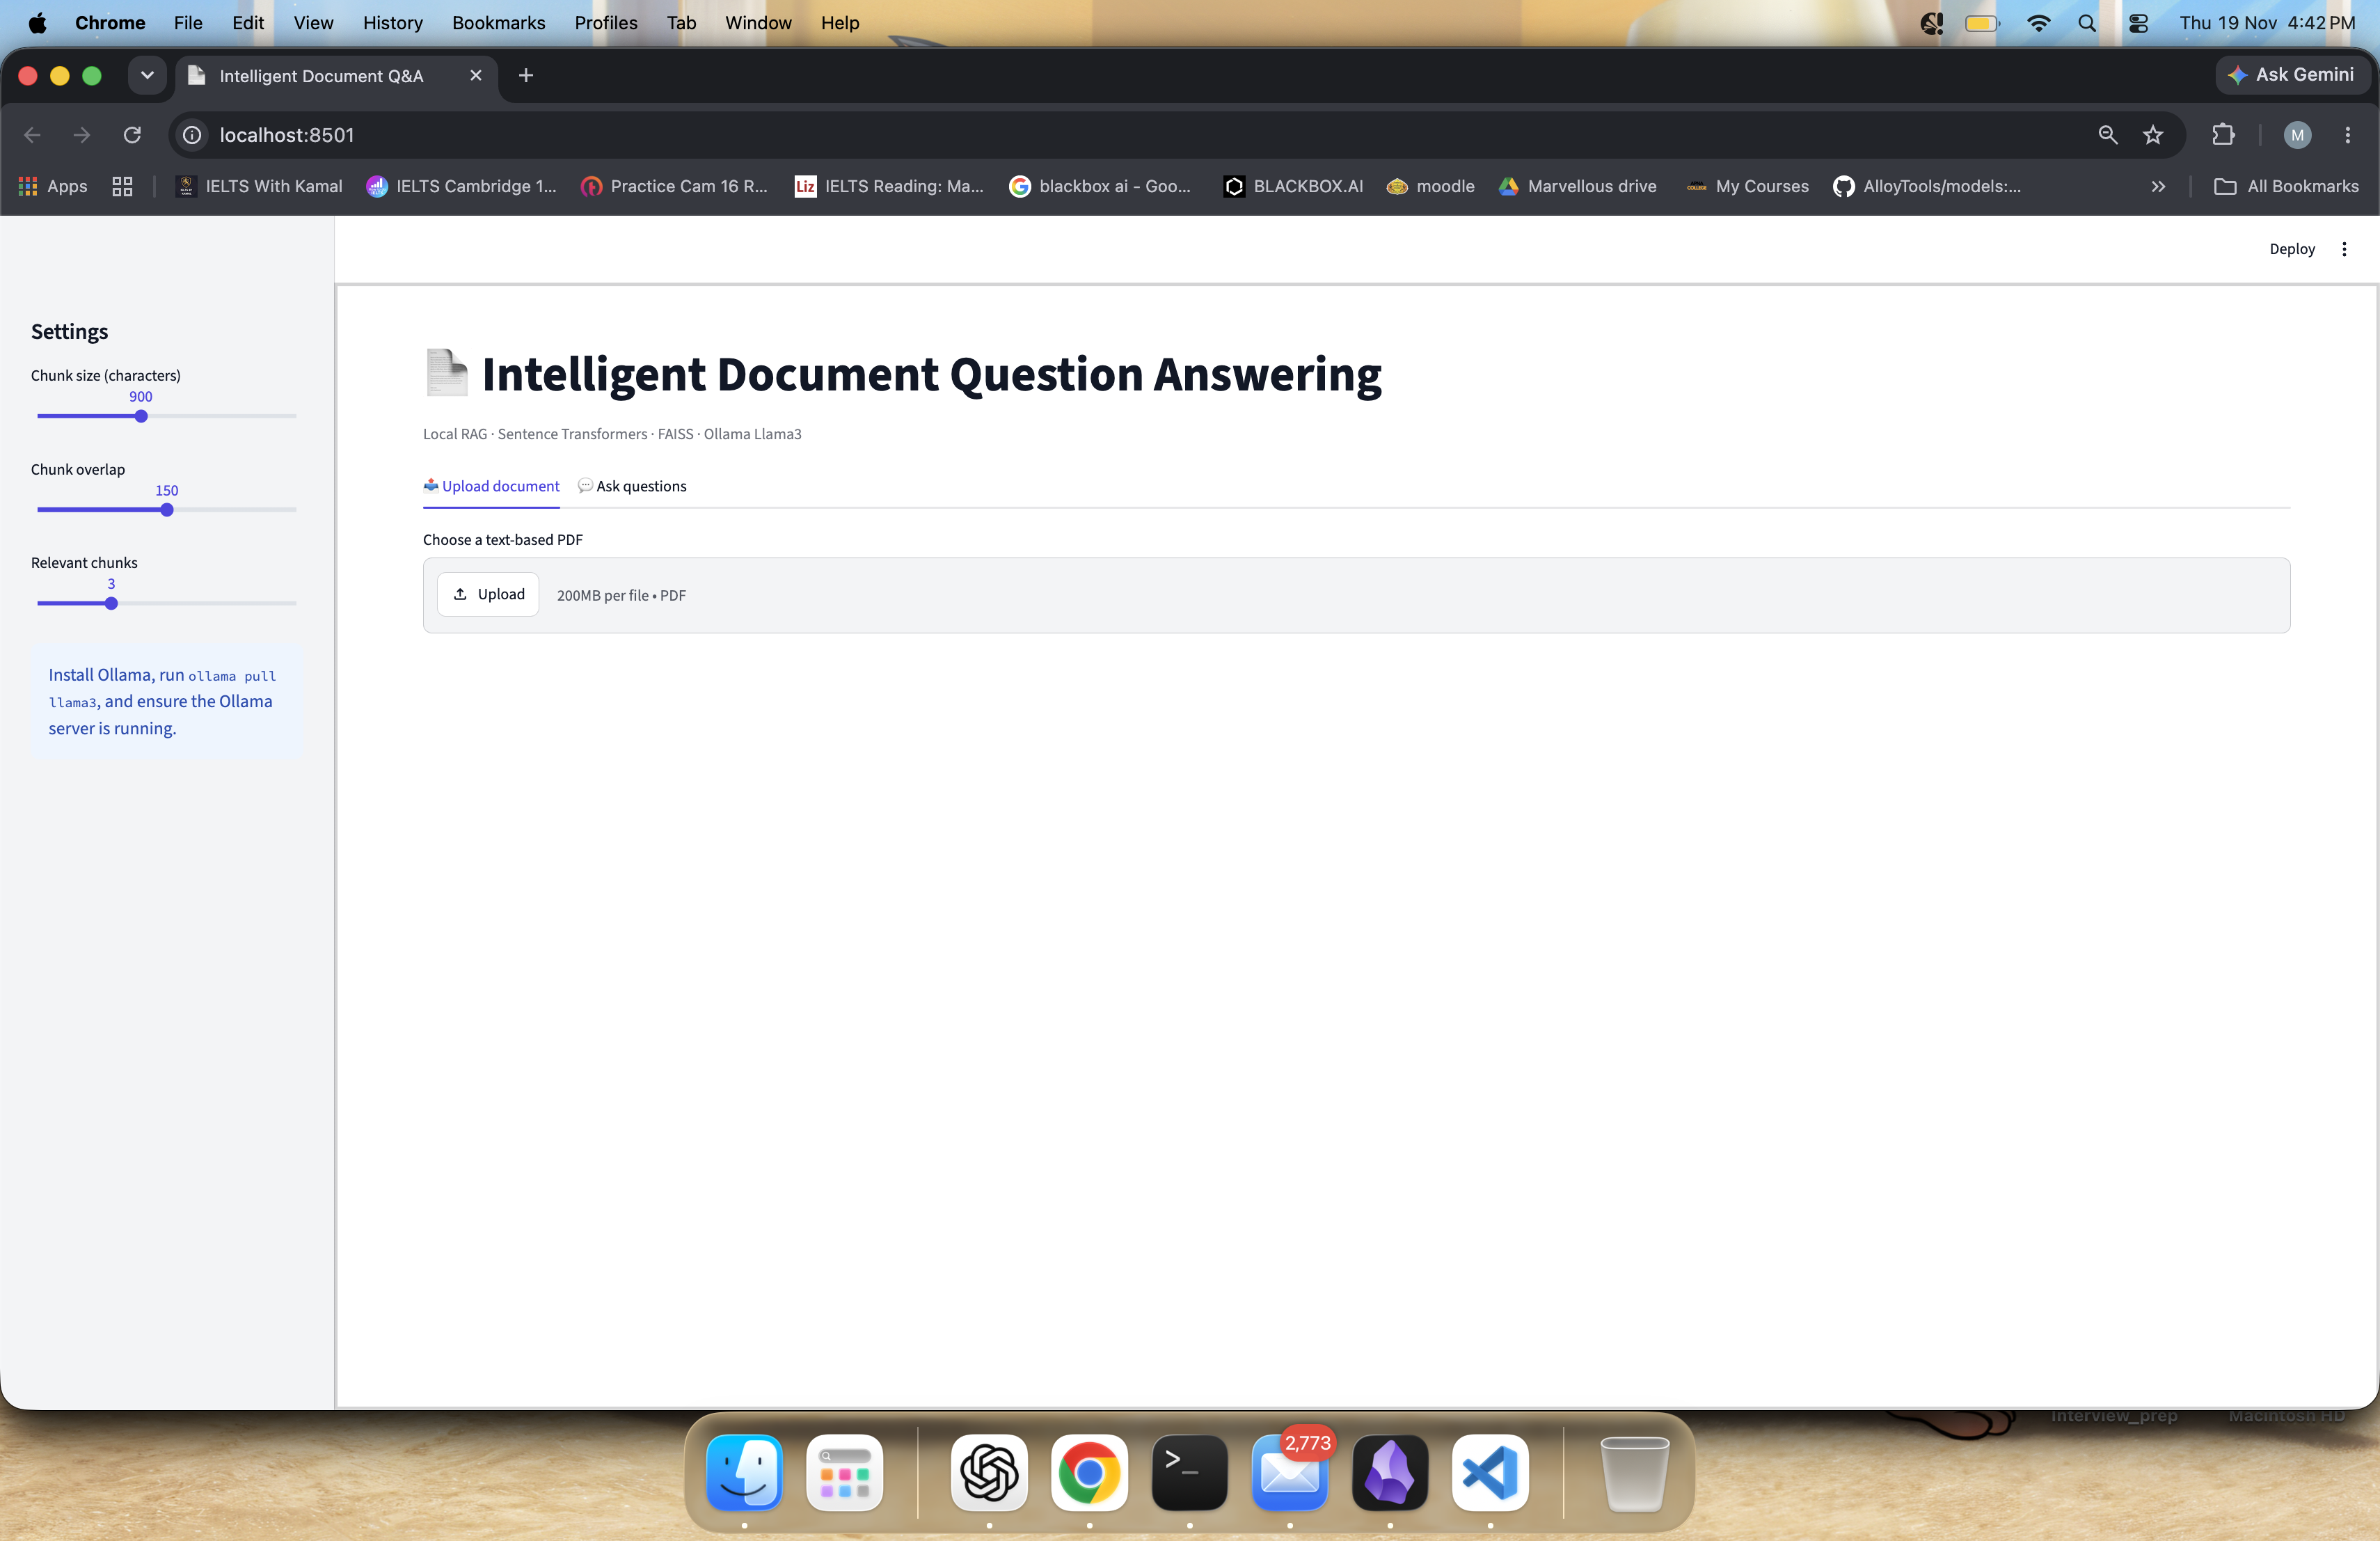 Chrome File Edit View History Bookmarks Profiles Tab Window Help Thu 19 Nov 4:42 PM
Intelligent Document Q&A Ask Gemini
localhost:8501 M
Apps IELTS With Kamal IELTS Cambridge 1... Practice Cam 16 R... Liz IELTS Reading: Ma... blackbox ai - Goo... BLACKBOX.AI moodle Marvellous drive COLLEGE My Courses AlloyTools/models:... All Bookmarks
Deploy
Settings
Chunk size (characters)
900
Chunk overlap
150
Relevant chunks
3
Install Ollama, run ollama pull
llama3, and ensure the Ollama
server is running.
Intelligent Document Question Answering
Local RAG · Sentence Transformers · FAISS · Ollama Llama3
Upload document Ask questions
Choose a text-based PDF
Upload 200MB per file • PDF
Interview_prep Macintosh HD
2,773